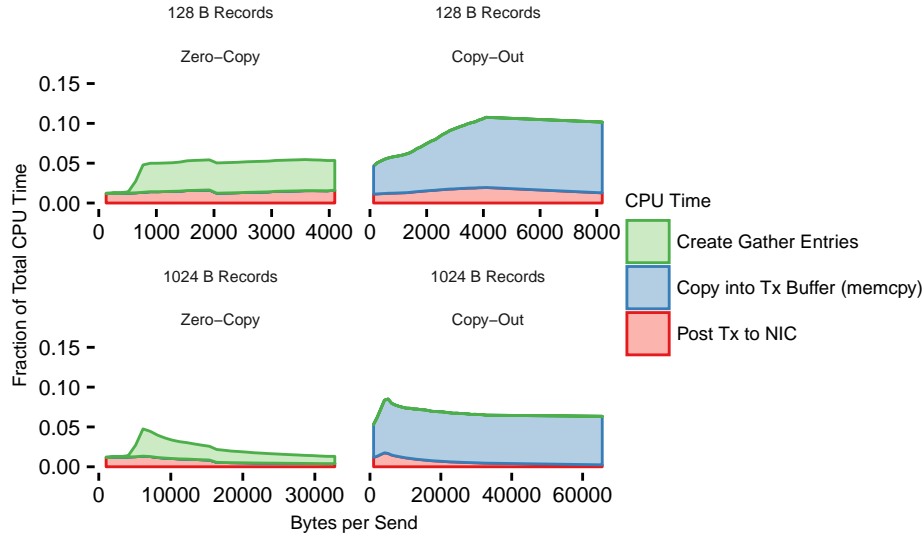 128 B Records
128 B Records
Zero−Copy
Copy−Out
0.15
0.10
0.05
0.00
0
1000
2000
3000
4000
0
2000
4000
6000
8000
1024 B Records
1024 B Records
Zero−Copy
Copy−Out
0.15
0.10
0.05
0.00
0
10000
20000
30000
0
20000
40000
60000
Bytes per Send
Fraction of Total CPU Time
CPU Time
Create Gather Entries
Copy into Tx Buffer (memcpy)
Post Tx to NIC